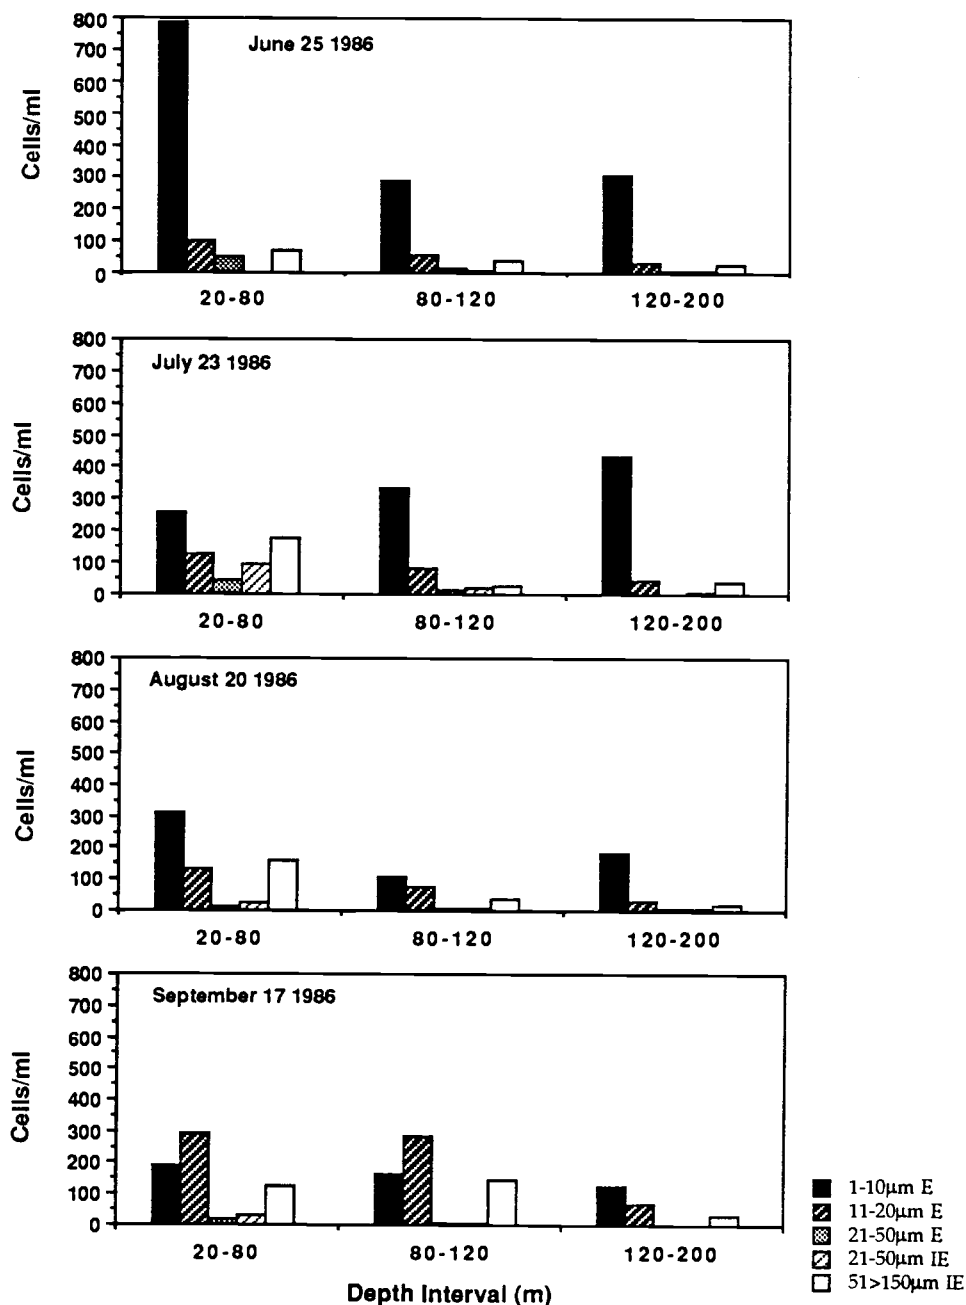 June 25 1986
Cells/ml
800
700
600
500
400
300
200
100
0
20-80 80-120 120-200
July 23 1986
Cells/ml
800
700
600
500
400
300
200
100
0
20-80 80-120 120-200
August 20 1986
Cells/ml
800
700
600
500
400
300
200
100
0
20-80 80-120 120-200
September 17 1986
Cells/ml
800
700
600
500
400
300
200
100
0
20-80 80-120 120-200
Depth Interval (m)
1-10µm E
11-20µm E
21-50µm E
21-50µm IE
51>150µm IE